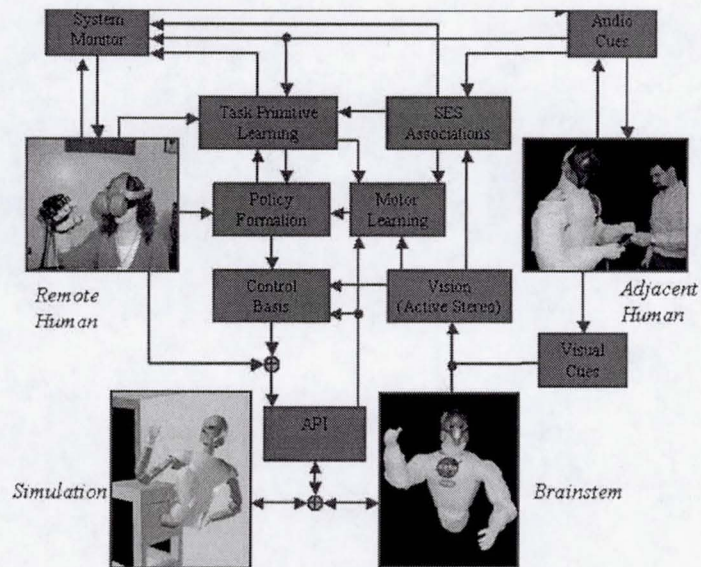 System
Monitor
Audio
Cues
Task Primitive
Learning
SES
Associations
Policy
Formation
Motor
Learning
Remote
Human
Control
Basis
Vision
(Active Stereo)
Adjacent
Human
Visual
Cues
API
Simulation
Brainstem